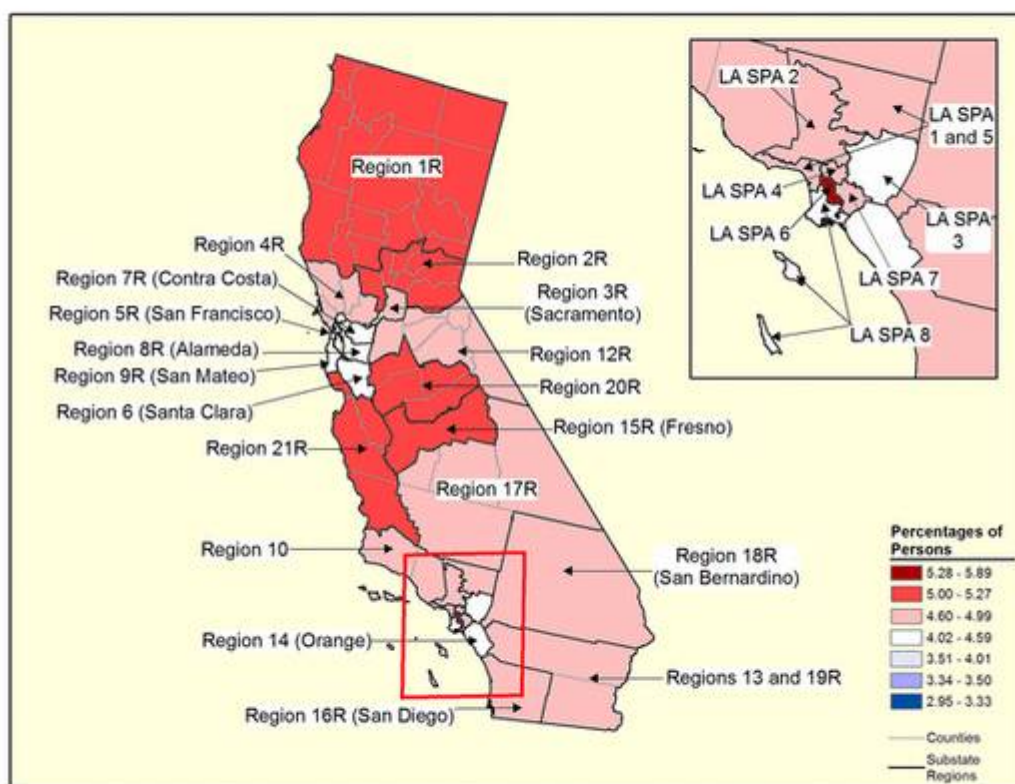 Region 1R
Region 4R
Region 7R (Contra Costa)
Region 5R (San Francisco)
Region 8R (Alameda)
Region 9R (San Mateo)
Region 6 (Santa Clara)
Region 21R
Region 2R
Region 3R
(Sacramento)
Region 12R
Region 20R
Region 15R (Fresno)
Region 17R
Region 10
Region 18R
(San Bernardino)
Region 14 (Orange)
Regions 13 and 19R
Region 16R (San Diego)
LA SPA 2
LA SPA
1 and 5
LA SPA 4
LA SPA 6
LA SPA
3
LA SPA 7
LA SPA 8
Percentages of
Persons
5.28 - 5.89
5.00 - 5.27
4.60 - 4.99
4.02 - 4.59
3.51 - 4.01
3.34 - 3.50
2.95 - 3.33
Counties
Substate
Regions